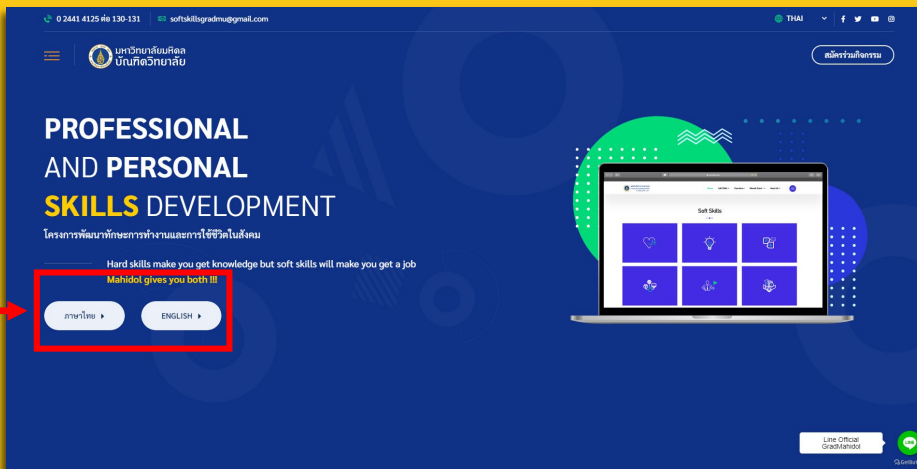 0 2441 4125 ต่อ 130-131
softskillsgradmu@gmail.com
THAI
มหาวิทยาลัยมหิดล
บัณฑิตวิทยาลัย
สมัครร่วมกิจกรรม
PROFESSIONAL
AND PERSONAL
SKILLS DEVELOPMENT
โครงการพัฒนาทักษะการทำงานและการใช้ชีวิตในสังคม
Hard skills make you get knowledge but soft skills will make you get a job
Mahidol gives you both !!!
ภาษาไทย
ENGLISH
Soft Skills
Line Official
GradMahidol
LINE